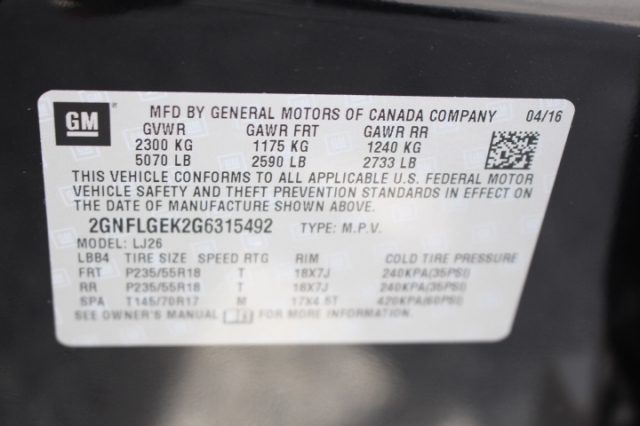 GM
MFD BY GENERAL MOTORS OF CANADA COMPANY 04/16
GVWR GAWR FRT GAWR RR
2300 KG 1175 KG 1240 KG
5070 LB 2590 LB 2733 LB
THIS VEHICLE CONFORMS TO ALL APPLICABLE U.S. FEDERAL MOTOR
VEHICLE SAFETY AND THEFT PREVENTION STANDARDS IN EFFECT ON
THE DATE OF MANUFACTURE SHOWN ABOVE.
2GNFLGEK2G6315492 TYPE: M.P.V.
MODEL: LJ26
LBB4 TIRE SIZE SPEED RTG RIM COLD TIRE PRESSURE
FRT P235/55R18 T 18X7J 240KPA(35PSI)
RR P235/55R18 T 18X7J 240KPA(35PSI)
SPA T145/70R17 M 17X4.5T 420KPA(60PSI)
SEE OWNER'S MANUAL FOR MORE INFORMATION